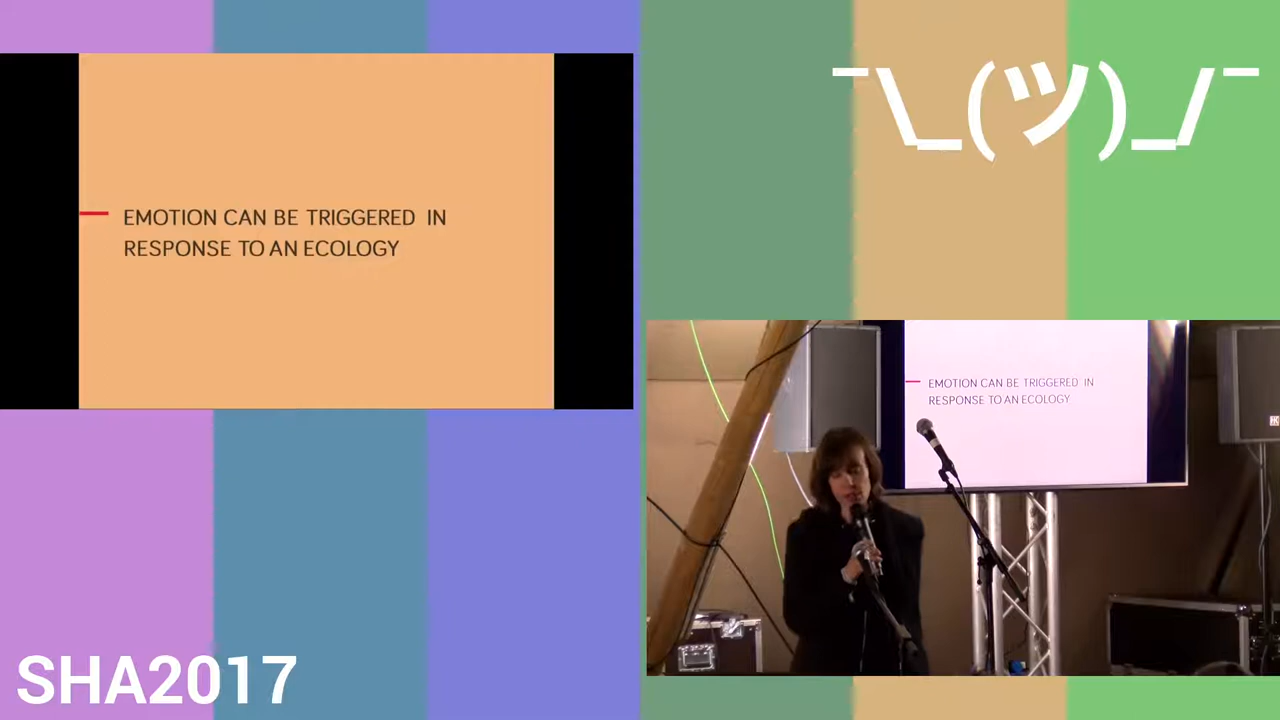 EMOTION CAN BE TRIGGERED IN
RESPONSE TO AN ECOLOGY
¯\_(ツ)_/¯
EMOTION CAN BE TRIGGERED IN
RESPONSE TO AN ECOLOGY
SHA2017